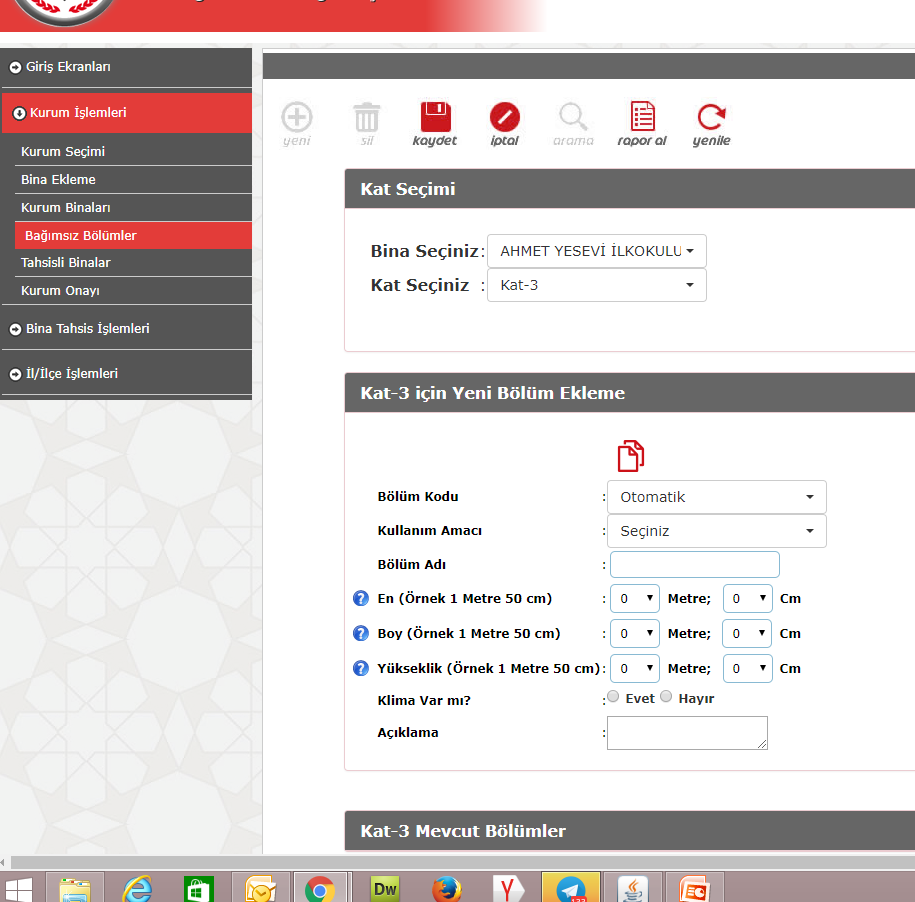 Giriş Ekranları
Kurum İşlemleri
Kurum Seçimi
Bina Ekleme
Kurum Binaları
Bağımsız Bölümler
Tahsisli Binalar
Kurum Onayı
Bina Tahsis İşlemleri
İl/İlçe İşlemleri
yeni sil kaydet iptal arama rapor al yenile
Kat Seçimi
Bina Seçiniz: AHMET YESEVİ İLKOKULU
Kat Seçiniz : Kat-3
Kat-3 için Yeni Bölüm Ekleme
Bölüm Kodu : Otomatik
Kullanım Amacı : Seçiniz
Bölüm Adı :
? En (Örnek 1 Metre 50 cm) : 0 Metre; 0 Cm
? Boy (Örnek 1 Metre 50 cm) : 0 Metre; 0 Cm
? Yükseklik (Örnek 1 Metre 50 cm): 0 Metre; 0 Cm
Klima Var mı? : Evet Hayır
Açıklama :
Kat-3 Mevcut Bölümler
Dw Y